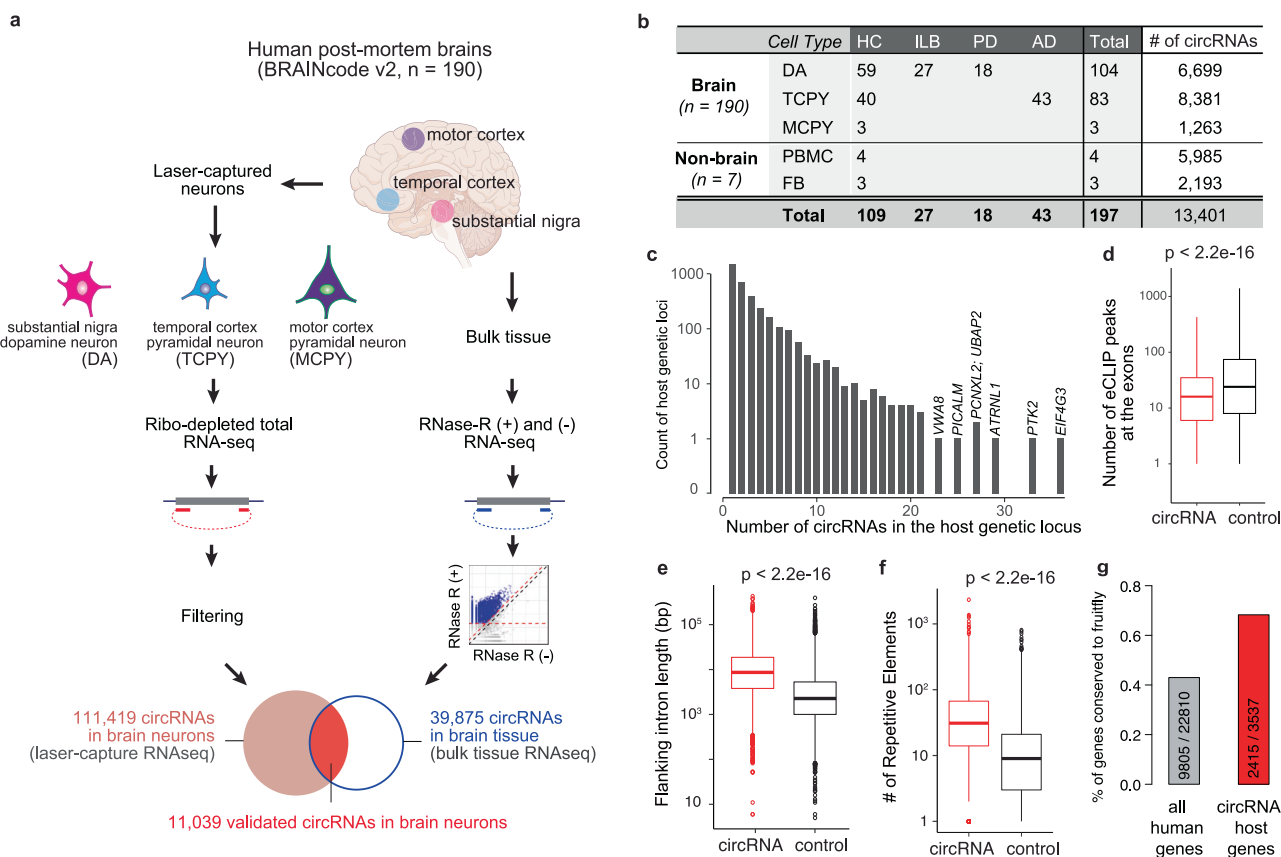 a
Human post-mortem brains
(BRAINcode v2, n = 190)
motor cortex
temporal cortex
substantial nigra
Laser-captured
neurons
substantial nigra
dopamine neuron
(DA)
temporal cortex
pyramidal neuron
(TCPY)
motor cortex
pyramidal neuron
(MCPY)
Bulk tissue
Ribo-depleted total
RNA-seq
RNase-R (+) and (-)
RNA-seq
Filtering
RNase R (+)
RNase R (-)
111,419 circRNAs
in brain neurons
(laser-capture RNAseq)
39,875 circRNAs
in brain tissue
(bulk tissue RNAseq)
11,039 validated circRNAs in brain neurons
b
Cell Type HC ILB PD AD Total # of circRNAs
Brain
(n = 190)
DA 59 27 18 104 6,699
TCPY 40 43 83 8,381
MCPY 3 3 1,263
Non-brain
(n = 7)
PBMC 4 4 5,985
FB 3 3 2,193
Total 109 27 18 43 197 13,401
c
Count of host genetic loci
1000
100
10
1
0
VWA8
PICALM
PCNXL2; UBAP2
ATRNL1
PTK2
EIF4G3
0 10 20 30
Number of circRNAs in the host genetic locus
d
p < 2.2e-16
Number of eCLIP peaks
at the exons
1000
100
10
1
circRNA control
e
p < 2.2e-16
Flanking intron length (bp)
10⁵
10³
10
circRNA control
f
p < 2.2e-16
# of Repetitive Elements
10³
10²
10
1
circRNA control
g
% of genes conserved to fruitfly
0.8
0.6
0.4
0.2
0.0
9805 / 22810
2415 / 3537
all
human
genes
circRNA
host
genes